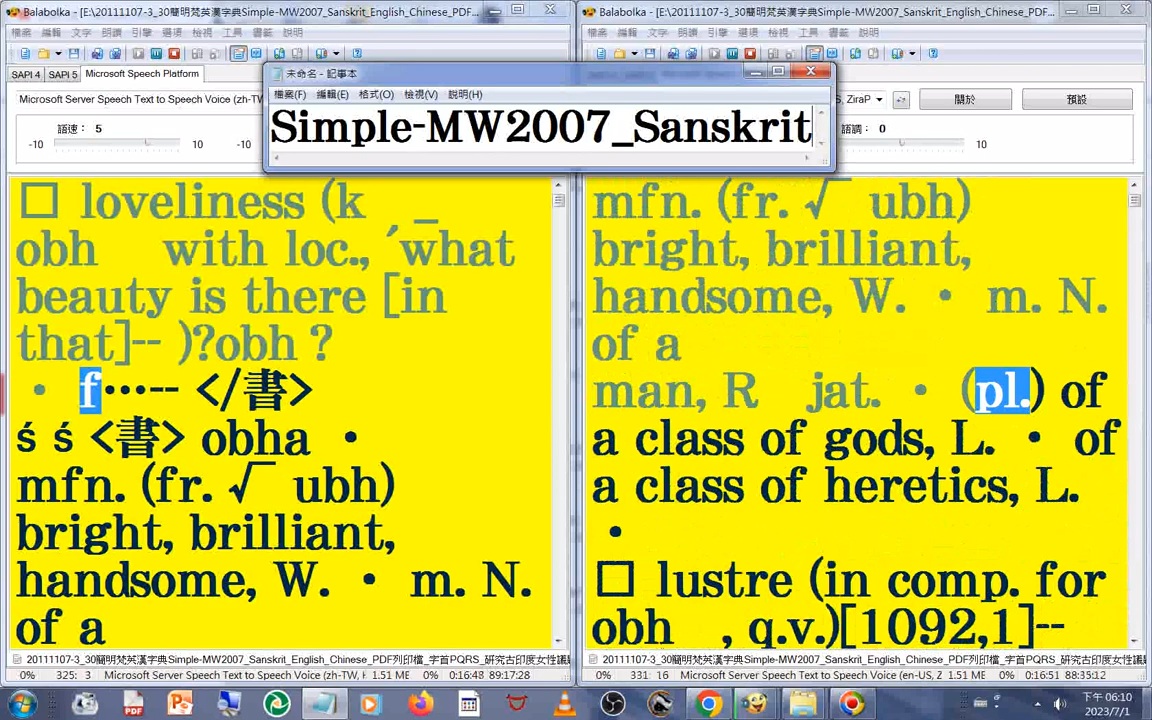 Balabolka - [E:\20111107-3_30簡明梵英漢字典Simple-MW2007_Sanskrit_English_Chinese_PDF...
檔案 編輯 文字 朗讀 引擎 選項 檢視 工具 書籤 說明
SAPI 4 SAPI 5 Microsoft Speech Platform
Microsoft Server Speech Text to Speech Voice (zh-TW,
語速: 5
-10 10 -10
□ loveliness (k _
obh with loc., ´what
beauty is there [in
that]-- )?obh ?
• f•••-- </書>
ś ś <書> obha •
mfn. (fr. √ ubh)
bright, brilliant,
handsome, W. • m. N.
of a
20111107-3_30簡明梵英漢字典Simple-MW2007_Sanskrit_English_Chinese_PDF列印檔_字首PQRS_研究古印度女性議題
0% 325: 3 Microsoft Server Speech Text to Speech Voice (zh-TW, H 1.51 ME 0% 0:16:48 89:17:28
未命名 - 記事本
檔案(F) 編輯(E) 格式(O) 檢視(V) 說明(H)
Simple-MW2007_Sanskrit
Balabolka - [E:\20111107-3_30簡明梵英漢字典Simple-MW2007_Sanskrit_English_Chinese_PDF...
檔案 編輯 文字 朗讀 引擎 選項 檢視 工具 書籤 說明
, ZiraP 關於 預設
語調: 0
10
mfn. (fr. √ ubh)
bright, brilliant,
handsome, W. • m. N.
of a
man, R jat. • (pl.) of
a class of gods, L. • of
a class of heretics, L.
•
□ lustre (in comp. for
obh , q.v.)[1092,1]--
20111107-3_30簡明梵英漢字典Simple-MW2007_Sanskrit_English_Chinese_PDF列印檔_字首PQRS_研究古印度女性議題
0% 331: 16 Microsoft Server Speech Text to Speech Voice (en-US, Z 1.51 ME 0% 0:16:51 88:35:12
下午 06:10
2023/7/1